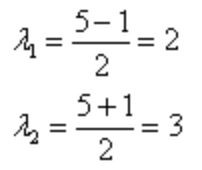 λ₁ = (5−1)/2 = 2
λ₂ = (5+1)/2 = 3